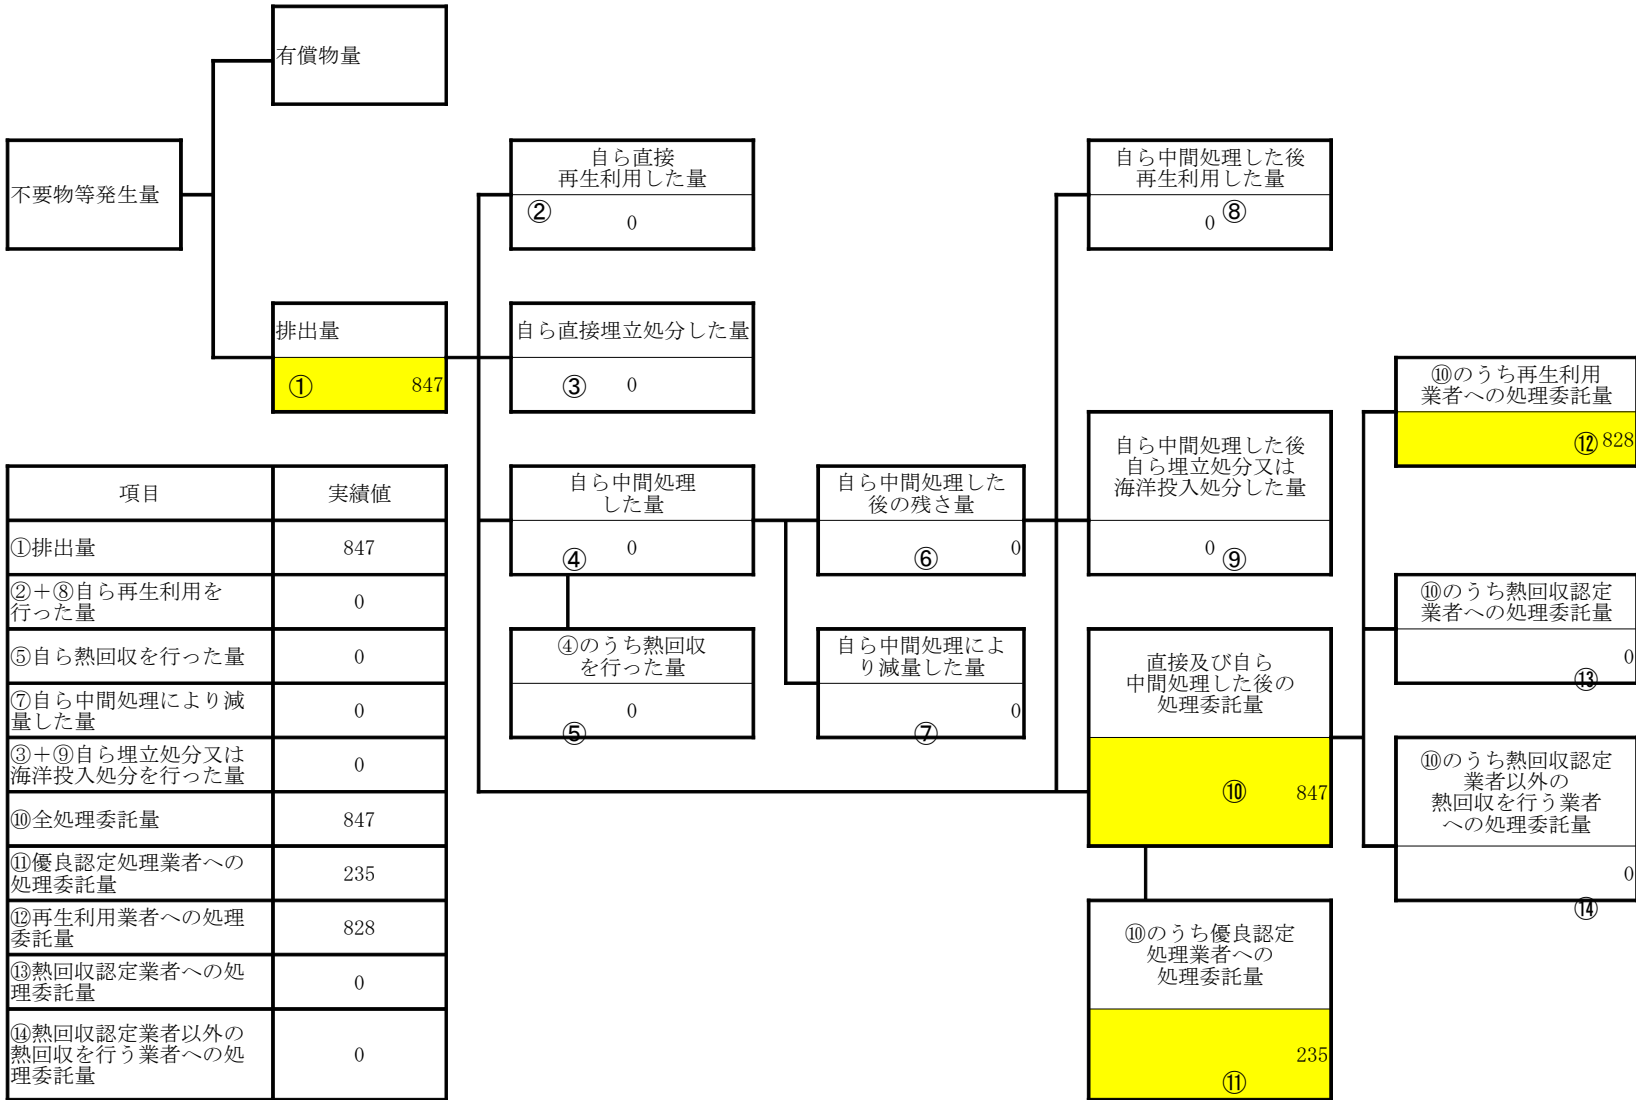 有償物量
不要物等発生量
排出量
① 847
自ら直接
再生利用した量
② 0
自ら直接埋立処分した量
③ 0
自ら中間処理
した量
④ 0
④のうち熱回収
を行った量
⑤ 0
自ら中間処理した
後の残さ量
⑥ 0
自ら中間処理によ
り減量した量
⑦ 0
自ら中間処理した後
再生利用した量
0 ⑧
自ら中間処理した後
自ら埋立処分又は
海洋投入処分した量
0 ⑨
直接及び自ら
中間処理した後の
処理委託量
⑩ 847
⑩のうち優良認定
処理業者への
処理委託量
235
⑪
⑩のうち再生利用
業者への処理委託量
⑫ 828
⑩のうち熱回収認定
業者への処理委託量
0
⑬
⑩のうち熱回収認定
業者以外の
熱回収を行う業者
への処理委託量
0
⑭
項目 実績値
①排出量 847
②+⑧自ら再生利用を
行った量 0
⑤自ら熱回収を行った量 0
⑦自ら中間処理により減
量した量 0
③+⑨自ら埋立処分又は
海洋投入処分を行った量 0
⑩全処理委託量 847
⑪優良認定処理業者への
処理委託量 235
⑫再生利用業者への処理
委託量 828
⑬熱回収認定業者への処
理委託量 0
⑭熱回収認定業者以外の
熱回収を行う業者への処
理委託量 0